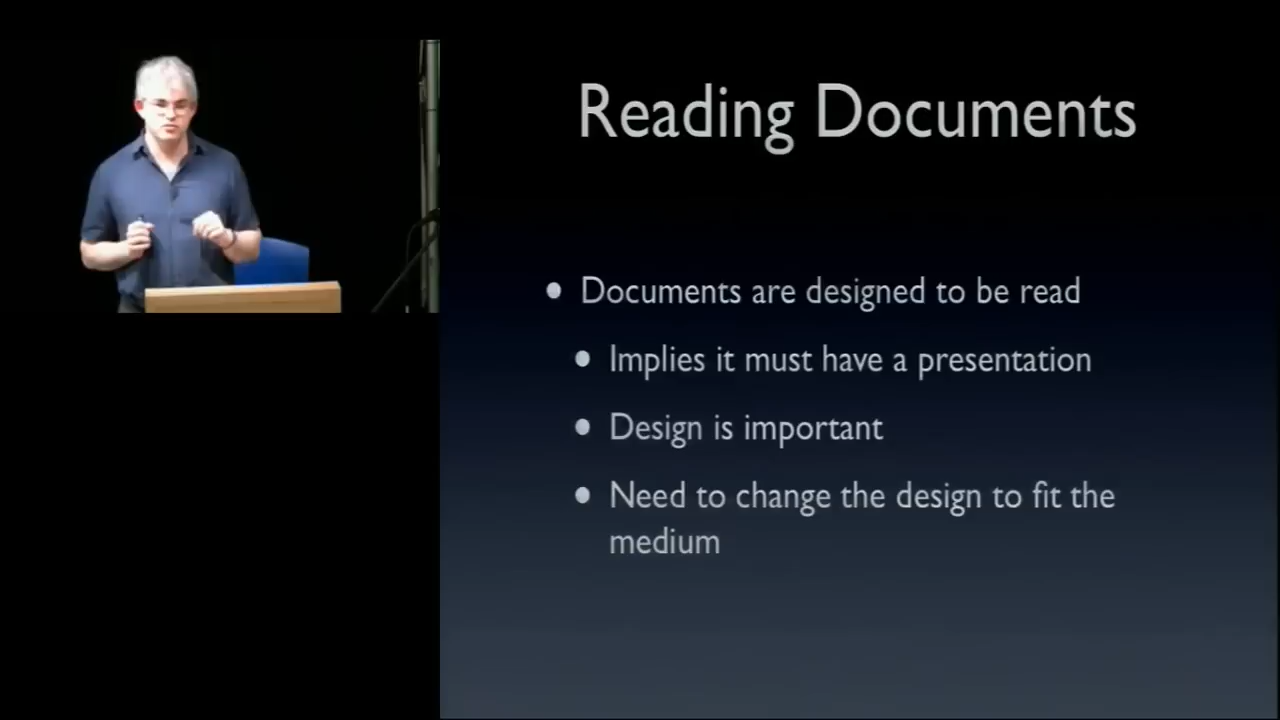 Reading Documents
• Documents are designed to be read
• Implies it must have a presentation
• Design is important
• Need to change the design to fit the
medium